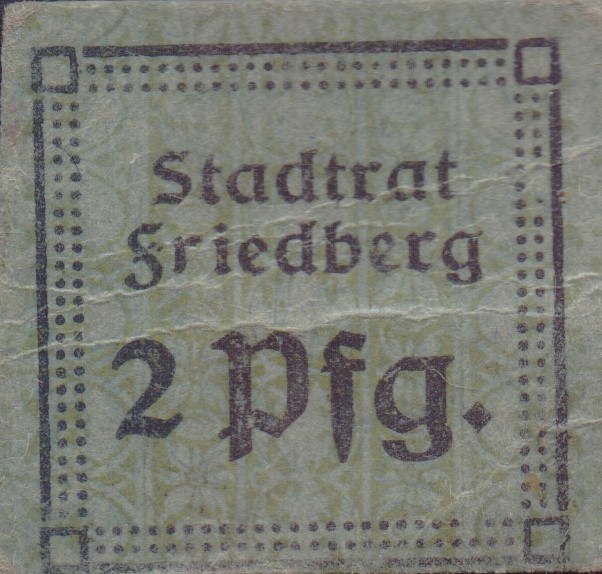 Stadtrat
Friedberg
2 Pfg.